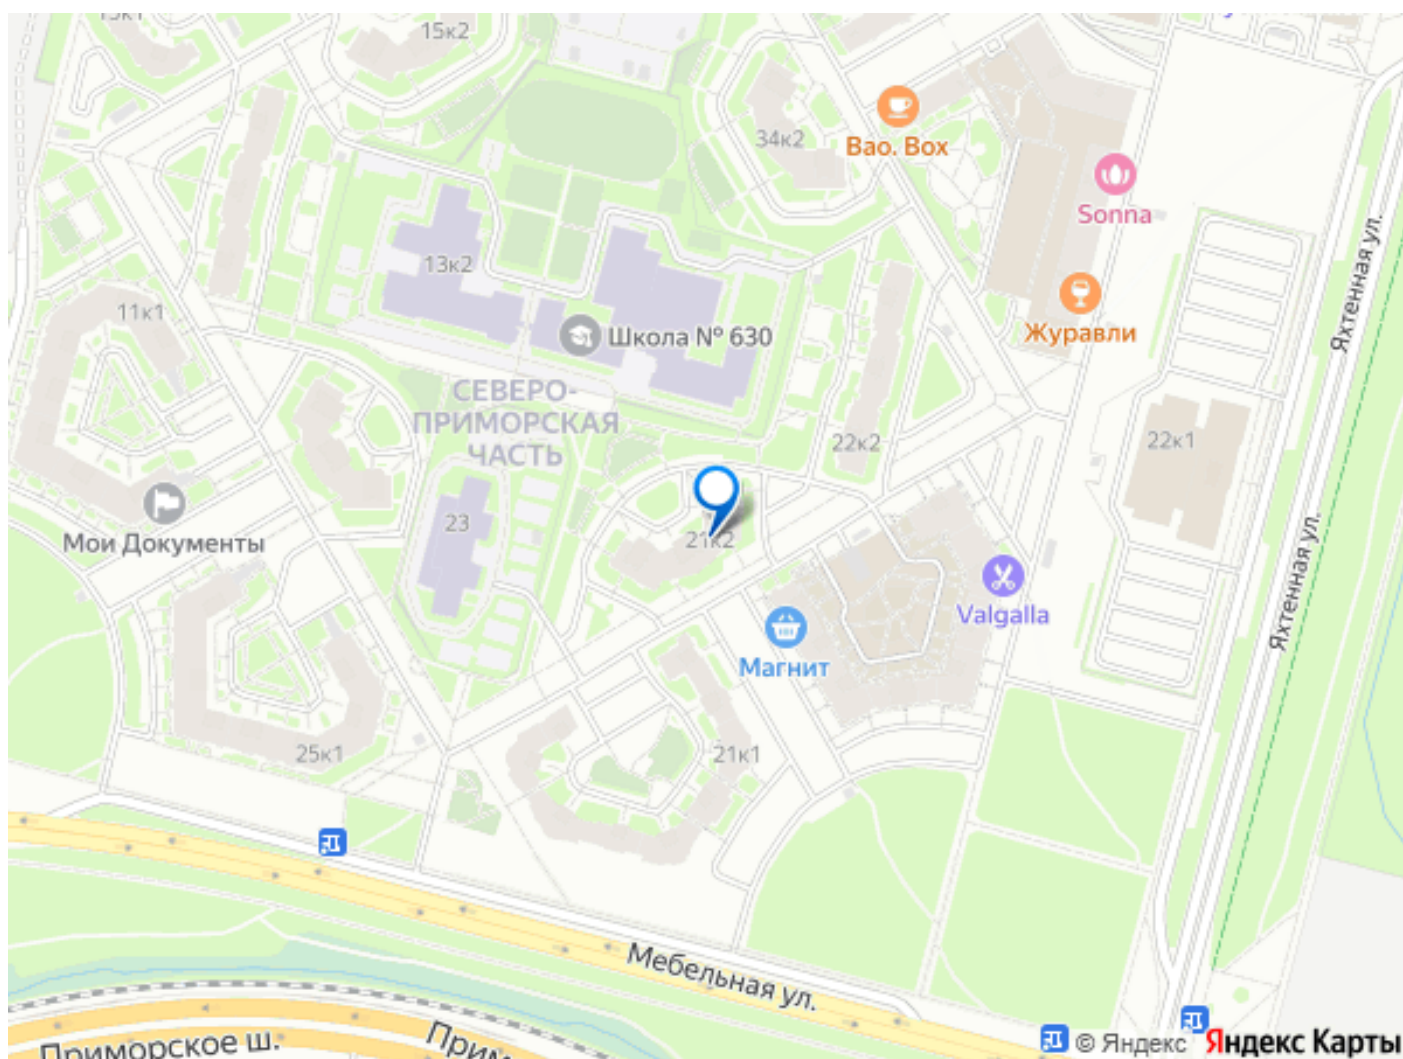 15к2
34к2
Bao. Box
Sonna
13к2
11к1
Журавли
Школа № 630
СЕВЕРО-
ПРИМОРСКАЯ
ЧАСТЬ
22к2
22к1
Яхтенная ул.
Мои Документы
23
21к2
Valgalla
Яхтенная ул.
Магнит
25к1
21к1
Мебельная ул.
Приморское ш.
© Яндекс Яндекс Карты